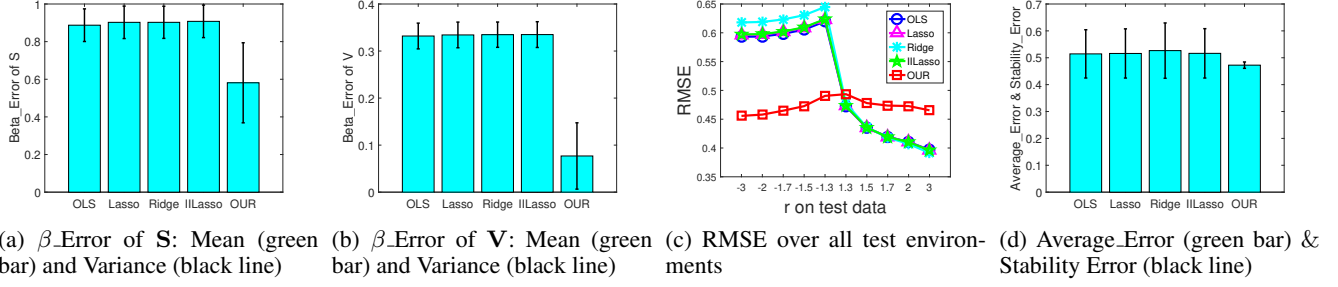 Beta_Error of S
1
0.8
0.6
0.4
0.2
0
OLS Lasso Ridge IILasso OUR
Beta_Error of V
0.4
0.3
0.2
0.1
0
OLS Lasso Ridge IILasso OUR
RMSE
0.65
0.6
0.55
0.5
0.45
0.4
0.35
OLS
Lasso
Ridge
IILasso
OUR
-3 -2 -1.7 -1.5 -1.3 1.3 1.5 1.7 2 3
r on test data
Average_Error & Stability_Error
0.7
0.6
0.5
0.4
0.3
0.2
0.1
0
OLS Lasso Ridge IILasso OUR
(a) β_Error of S: Mean (green
bar) and Variance (black line)
(b) β_Error of V: Mean (green
bar) and Variance (black line)
(c) RMSE over all test environ-
ments
(d) Average_Error (green bar) &
Stability Error (black line)